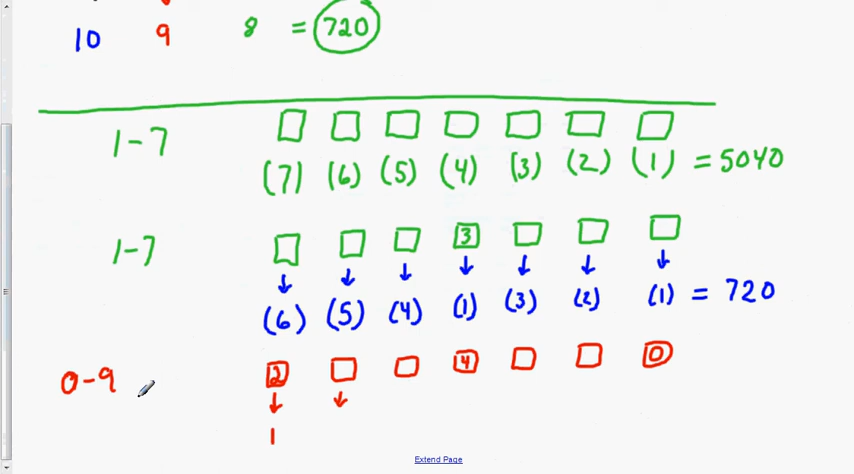 10 9 8 = 720
1-7
(7) (6) (5) (4) (3) (2) (1) = 5040
1-7 3
(6) (5) (4) (1) (3) (2) (1) = 720
0-9 2 4 0
1
Extend Page